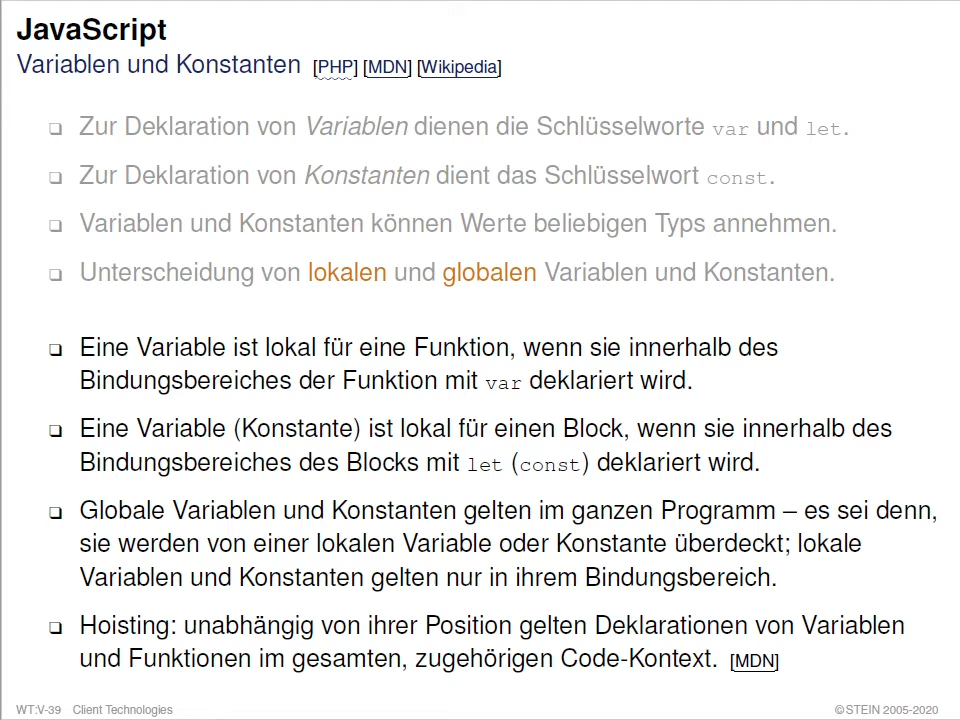 JavaScript
Variablen und Konstanten [PHP] [MDN] [Wikipedia]
❑ Zur Deklaration von Variablen dienen die Schlüsselworte var und let.
❑ Zur Deklaration von Konstanten dient das Schlüsselwort const.
❑ Variablen und Konstanten können Werte beliebigen Typs annehmen.
❑ Unterscheidung von lokalen und globalen Variablen und Konstanten.
❑ Eine Variable ist lokal für eine Funktion, wenn sie innerhalb des
Bindungsbereiches der Funktion mit var deklariert wird.
❑ Eine Variable (Konstante) ist lokal für einen Block, wenn sie innerhalb des
Bindungsbereiches des Blocks mit let (const) deklariert wird.
❑ Globale Variablen und Konstanten gelten im ganzen Programm – es sei denn,
sie werden von einer lokalen Variable oder Konstante überdeckt; lokale
Variablen und Konstanten gelten nur in ihrem Bindungsbereich.
❑ Hoisting: unabhängig von ihrer Position gelten Deklarationen von Variablen
und Funktionen im gesamten, zugehörigen Code-Kontext. [MDN]
WT:V-39 Client Technologies © STEIN 2005-2020